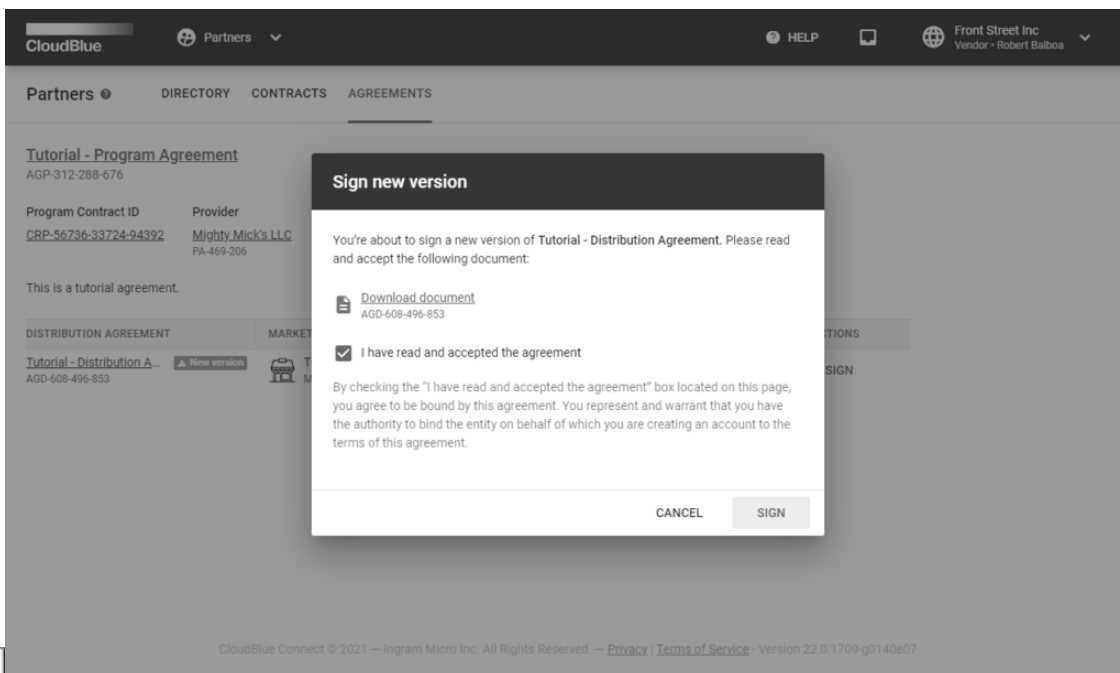 CloudBlue
Partners
HELP
Front Street Inc
Vendor • Robert Balboa
Partners
DIRECTORY CONTRACTS AGREEMENTS
Tutorial - Program Agreement
AGP-312-288-676
Program Contract ID Provider
CRP-56736-33724-94392 Mighty Mick's LLC
PA-469-206
This is a tutorial agreement.
DISTRIBUTION AGREEMENT MARKET
Tutorial - Distribution A... New version T
AGD-608-496-853 M
TIONS
SIGN
Sign new version
You're about to sign a new version of Tutorial - Distribution Agreement. Please read
and accept the following document:
Download document
AGD-608-496-853
I have read and accepted the agreement
By checking the "I have read and accepted the agreement" box located on this page,
you agree to be bound by this agreement. You represent and warrant that you have
the authority to bind the entity on behalf of which you are creating an account to the
terms of this agreement.
CANCEL SIGN
CloudBlue Connect © 2021 — Ingram Micro Inc. All Rights Reserved. — Privacy | Terms of Service - Version 22.0.1709-g0140e07